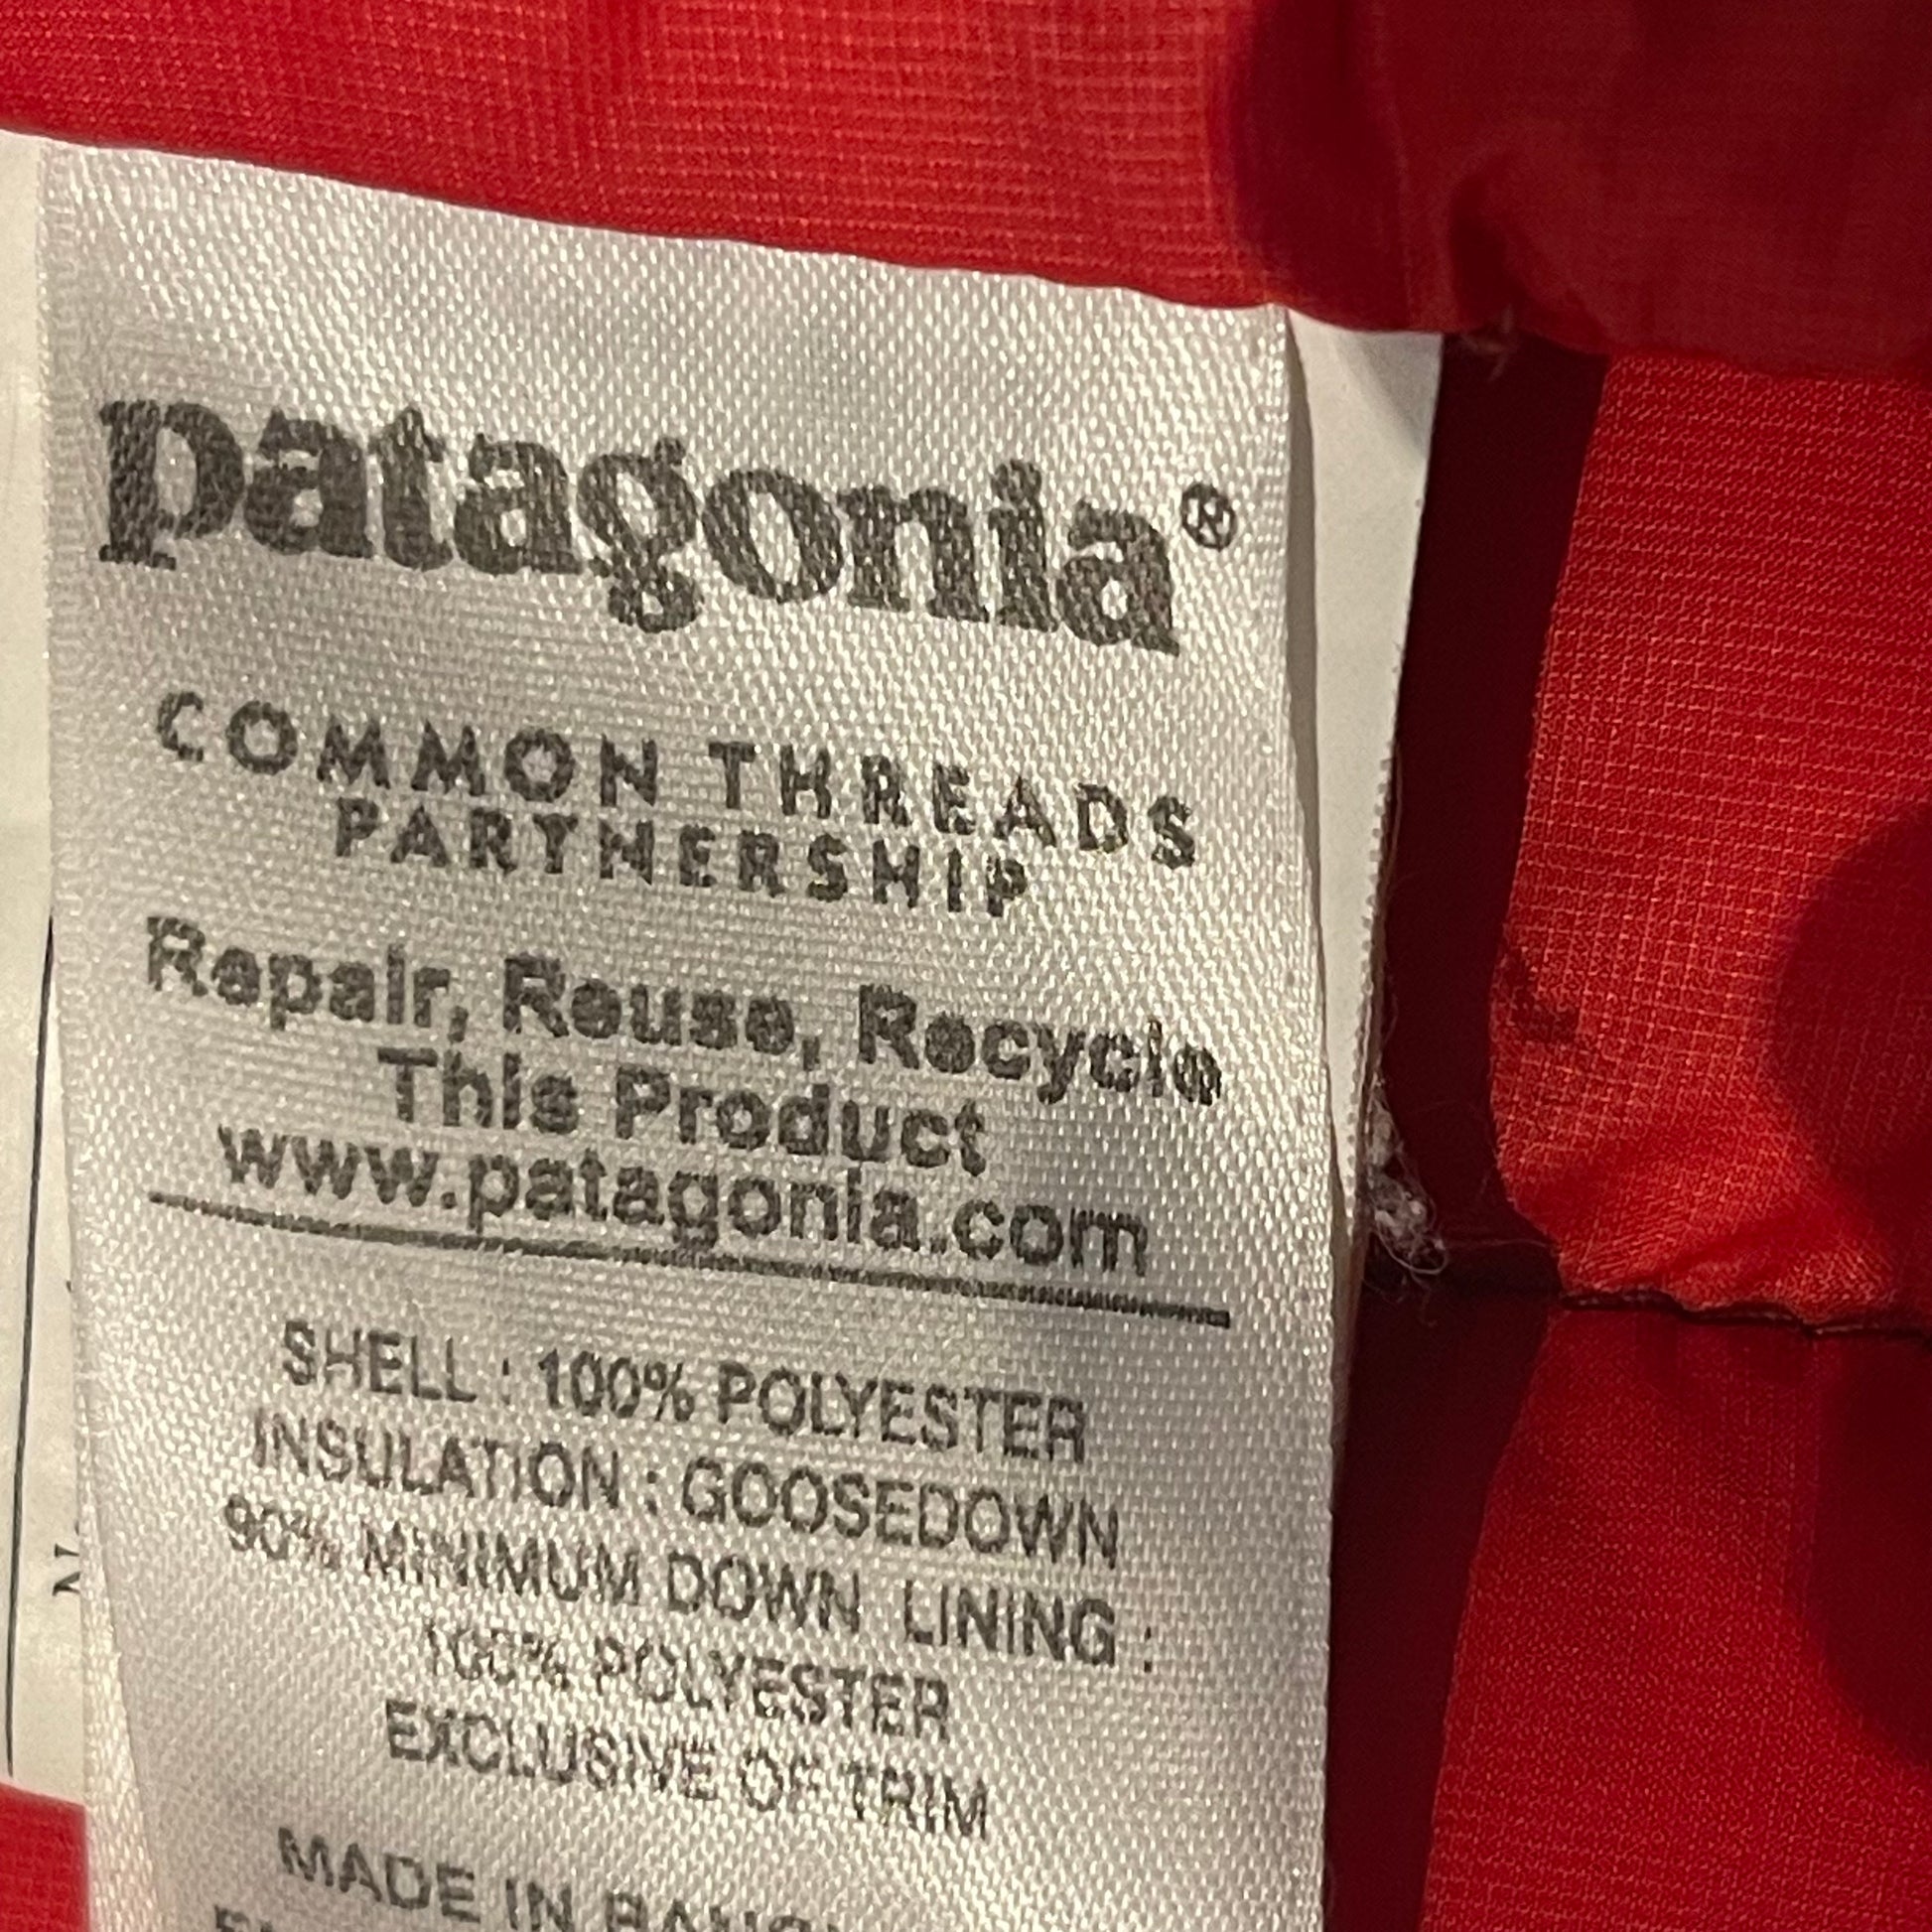 patagonia®
COMMON THREADS
PARTNERSHIP
Repair, Reuse, Recycle
This Product
www.patagonia.com
SHELL : 100% POLYESTER
INSULATION : GOOSEDOWN
90% MINIMUM DOWN LINING :
100% POLYESTER
EXCLUSIVE OF TRIM
MADE IN